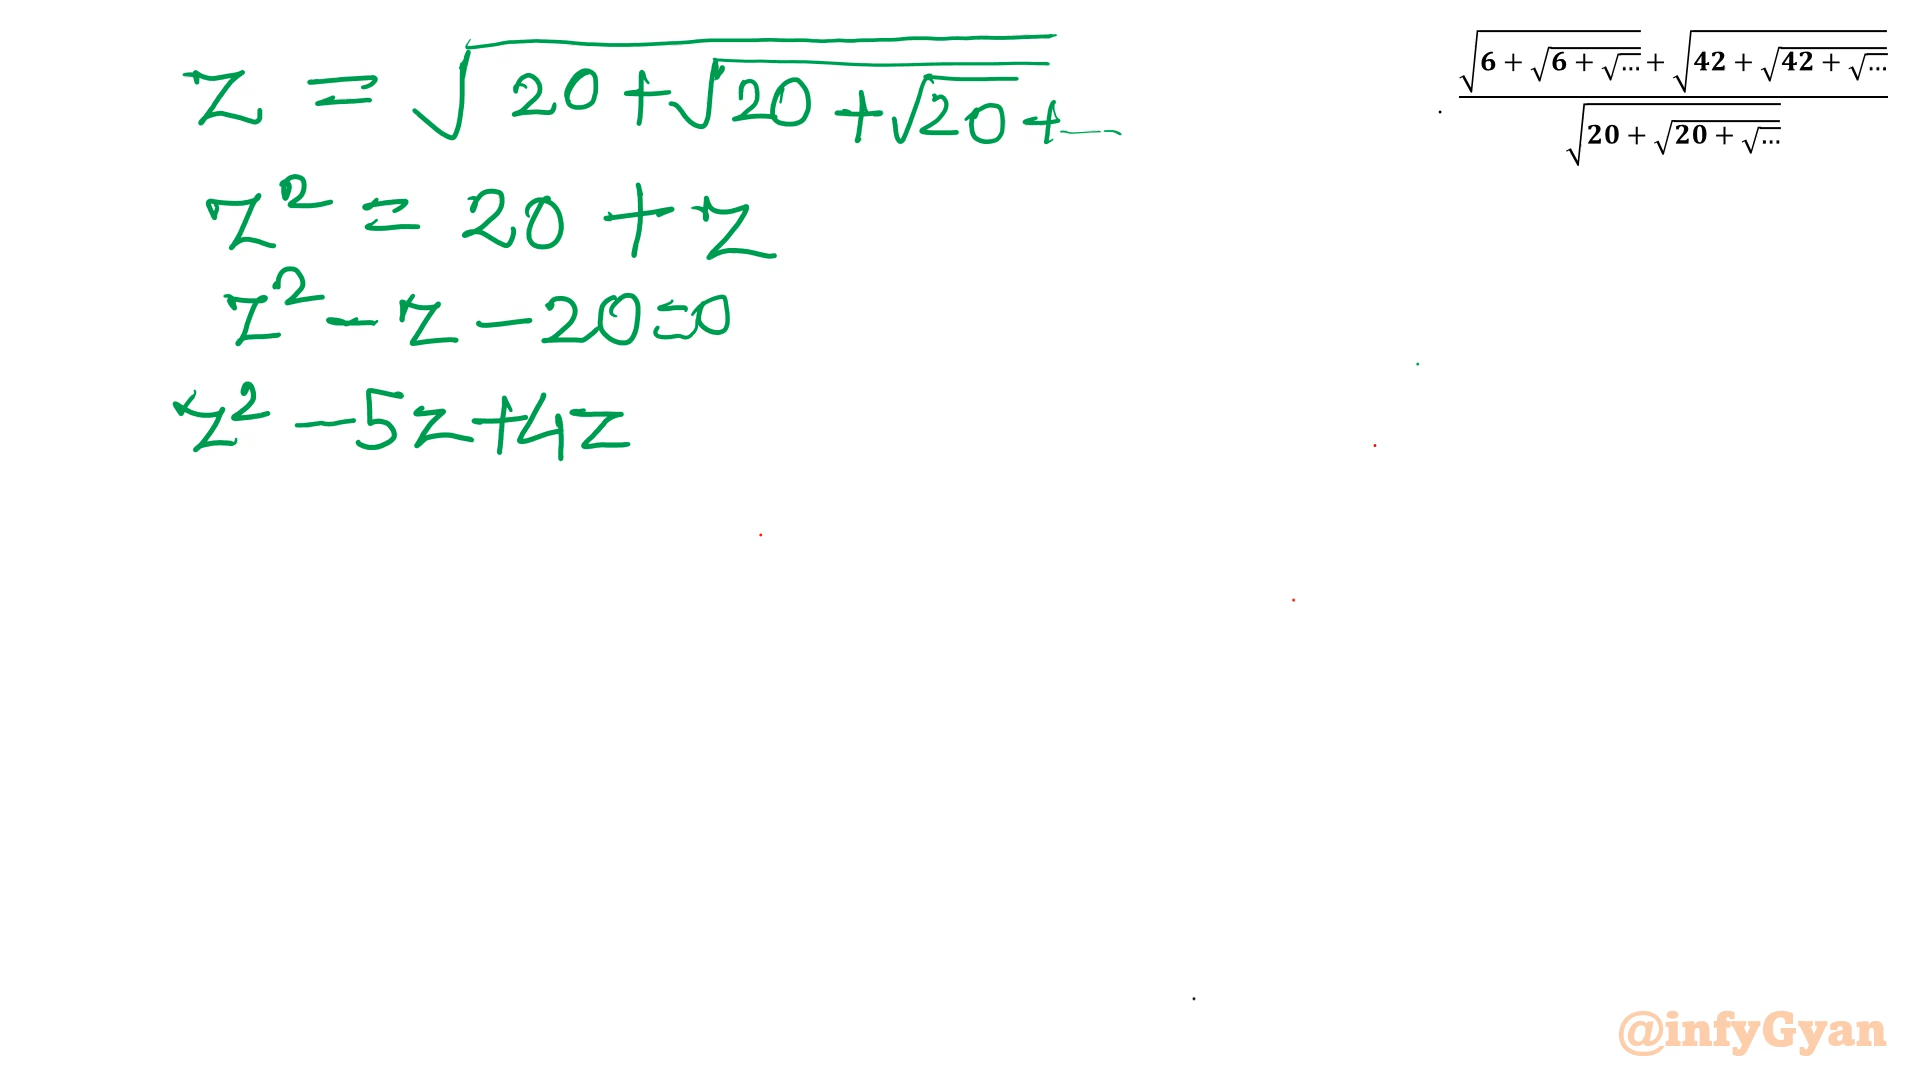 z = √(20 + √(20 + √(20 + ---
z² = 20 + z
z² - z - 20 = 0
z² - 5z + 4z
√(6 + √(6 + √...)) + √(42 + √(42 + √...))
√(20 + √(20 + √...))
@infyGyan